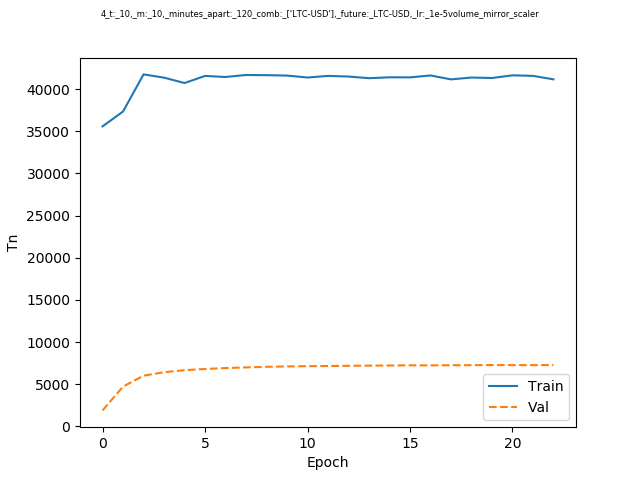 4_t:_10,_m:_10,_minutes_apart:_120_comb:_['LTC-USD'],_future:_LTC-USD,_lr:_1e-5volume_mirror_scaler
40000
35000
30000
25000
20000
15000
10000
5000
0
Tn
0 5 10 15 20
Epoch
Train
Val